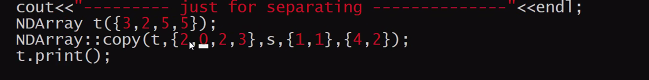 cout<<"--------- just for separating --------------"<<endl;
NDArray t({3,2,5,5});
NDArray::copy(t,{2,0,2,3},s,{1,1},{4,2});
t.print();